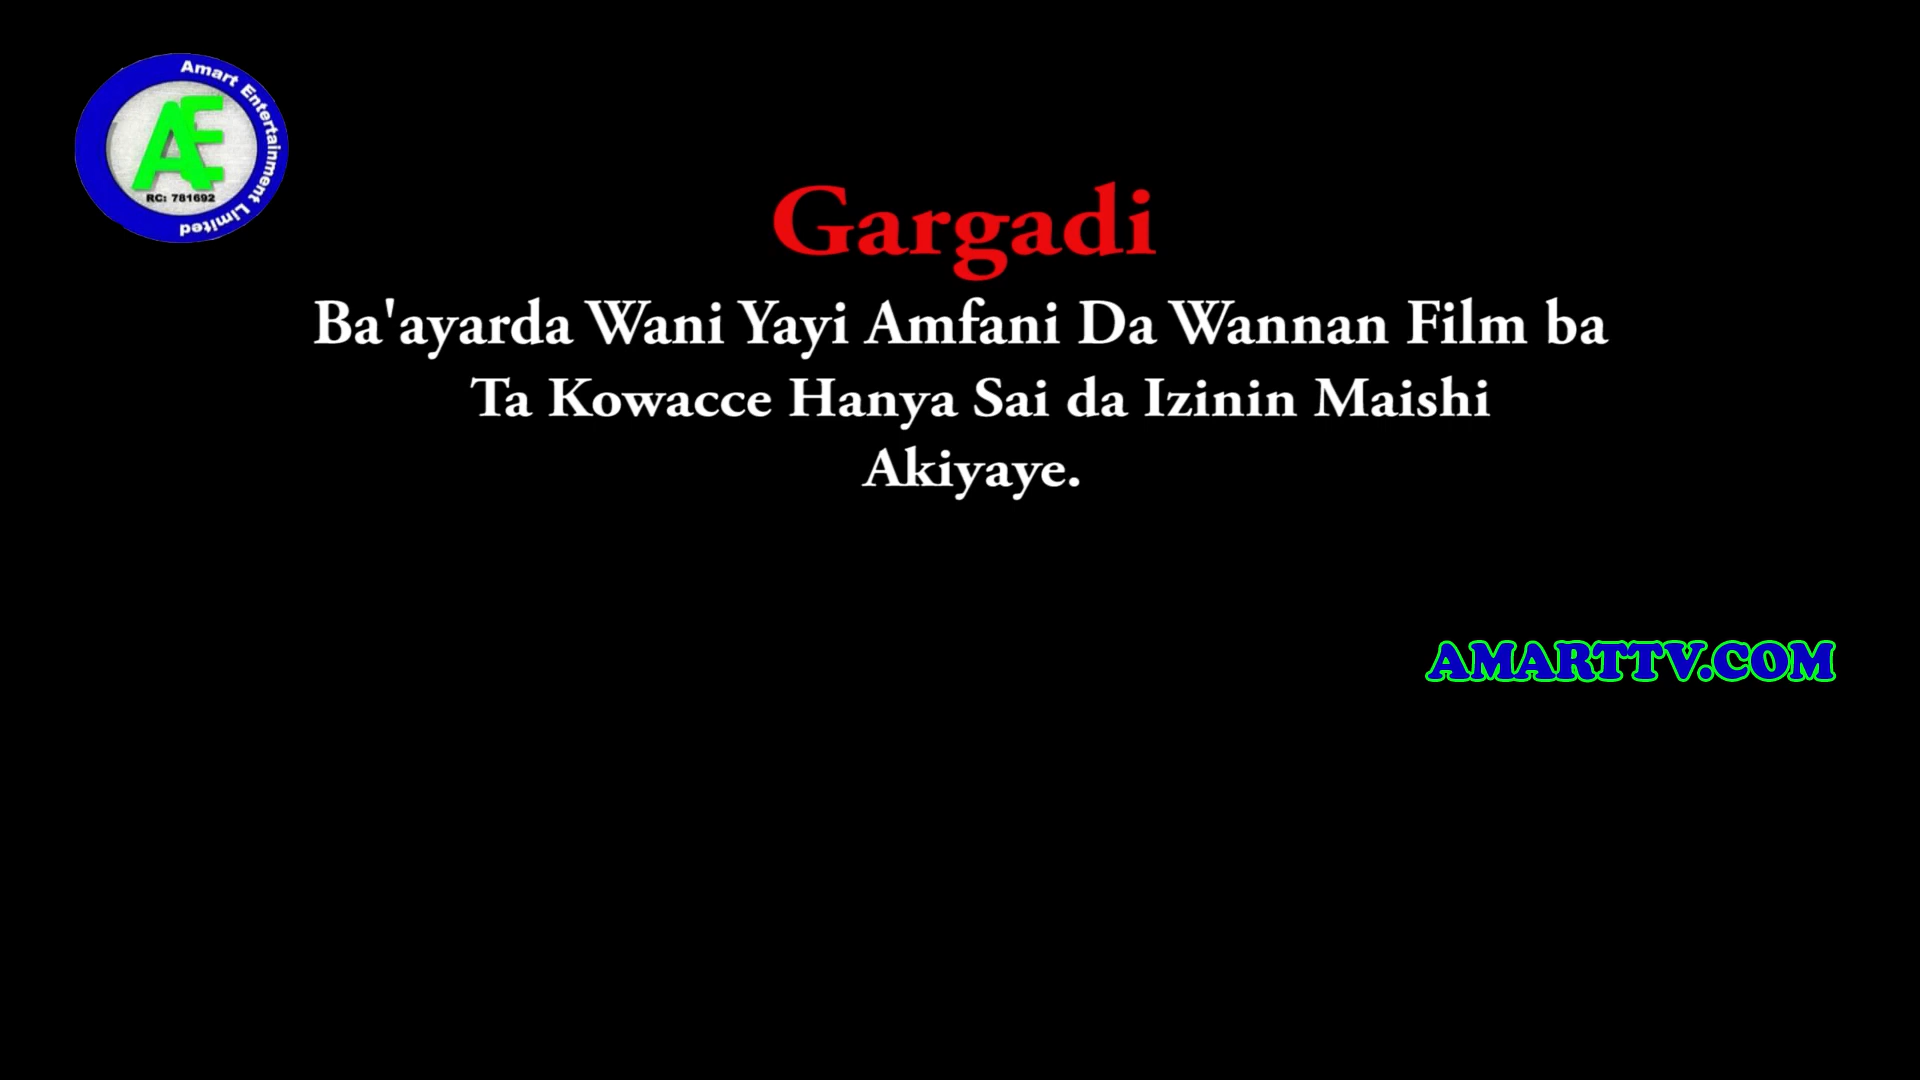 Amart Entertainment Limited
AE
RC: 781692
Gargadi
Ba'ayarda Wani Yayi Amfani Da Wannan Film ba
Ta Kowacce Hanya Sai da Izinin Maishi
Akiyaye.
AMARTTV.COM